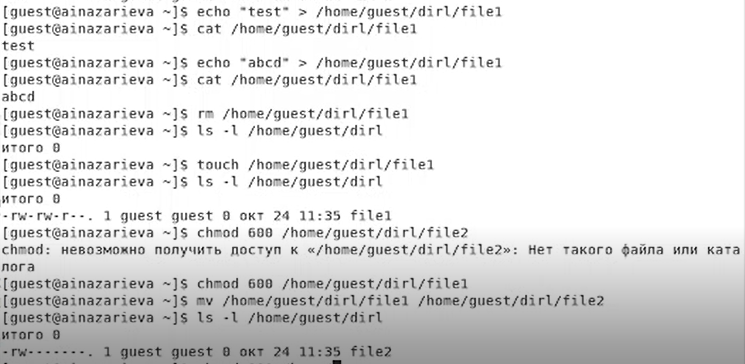 [guest@ainazarieva ~]$ echo "test" > /home/guest/dirl/file1
[guest@ainazarieva ~]$ cat /home/guest/dirl/file1
test
[guest@ainazarieva ~]$ echo "abcd" > /home/guest/dirl/file1
[guest@ainazarieva ~]$ cat /home/guest/dirl/file1
abcd
[guest@ainazarieva ~]$ rm /home/guest/dirl/file1
[guest@ainazarieva ~]$ ls -l /home/guest/dirl
итого 0
[guest@ainazarieva ~]$ touch /home/guest/dirl/file1
[guest@ainazarieva ~]$ ls -l /home/guest/dirl
итого 0
-rw-rw-r--. 1 guest guest 0 окт 24 11:35 file1
[guest@ainazarieva ~]$ chmod 600 /home/guest/dirl/file2
chmod: невозможно получить доступ к «/home/guest/dirl/file2»: Нет такого файла или ката
лога
[guest@ainazarieva ~]$ chmod 600 /home/guest/dirl/file1
[guest@ainazarieva ~]$ mv /home/guest/dirl/file1 /home/guest/dirl/file2
[guest@ainazarieva ~]$ ls -l /home/guest/dirl
итого 0
-rw-------. 1 guest guest 0 окт 24 11:35 file2